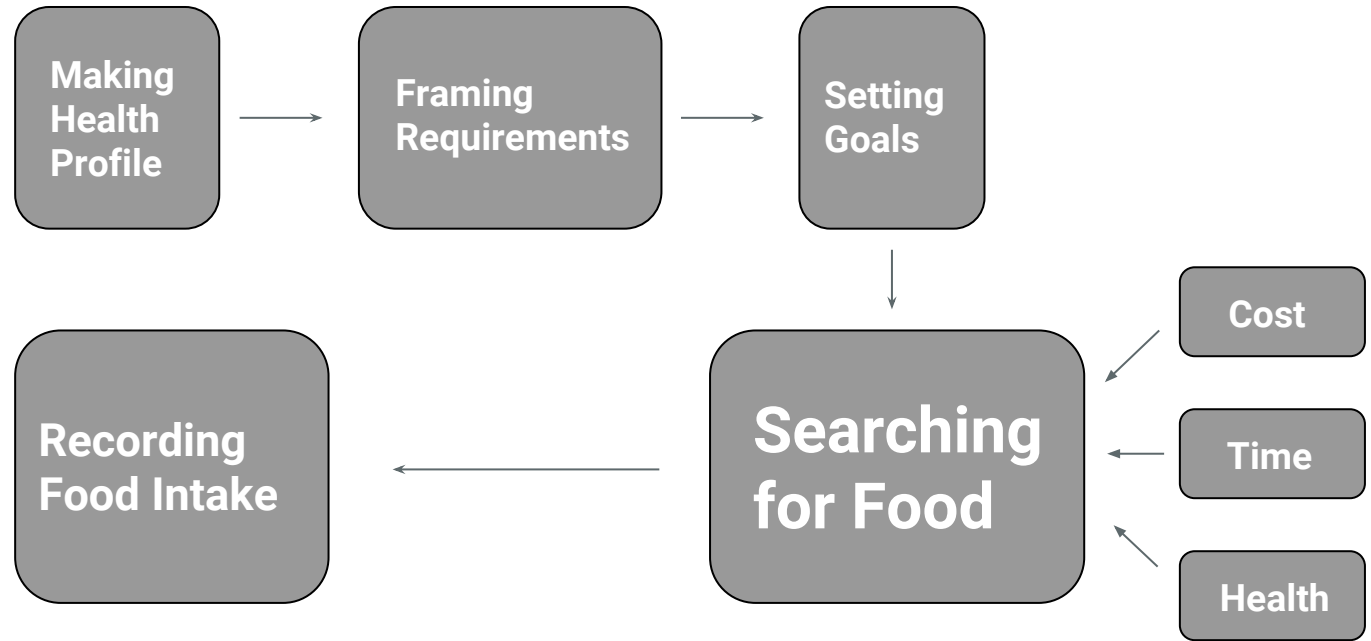 Making
Health
Profile
Framing
Requirements
Setting
Goals
Cost
Time
Health
Searching
for Food
Recording
Food Intake